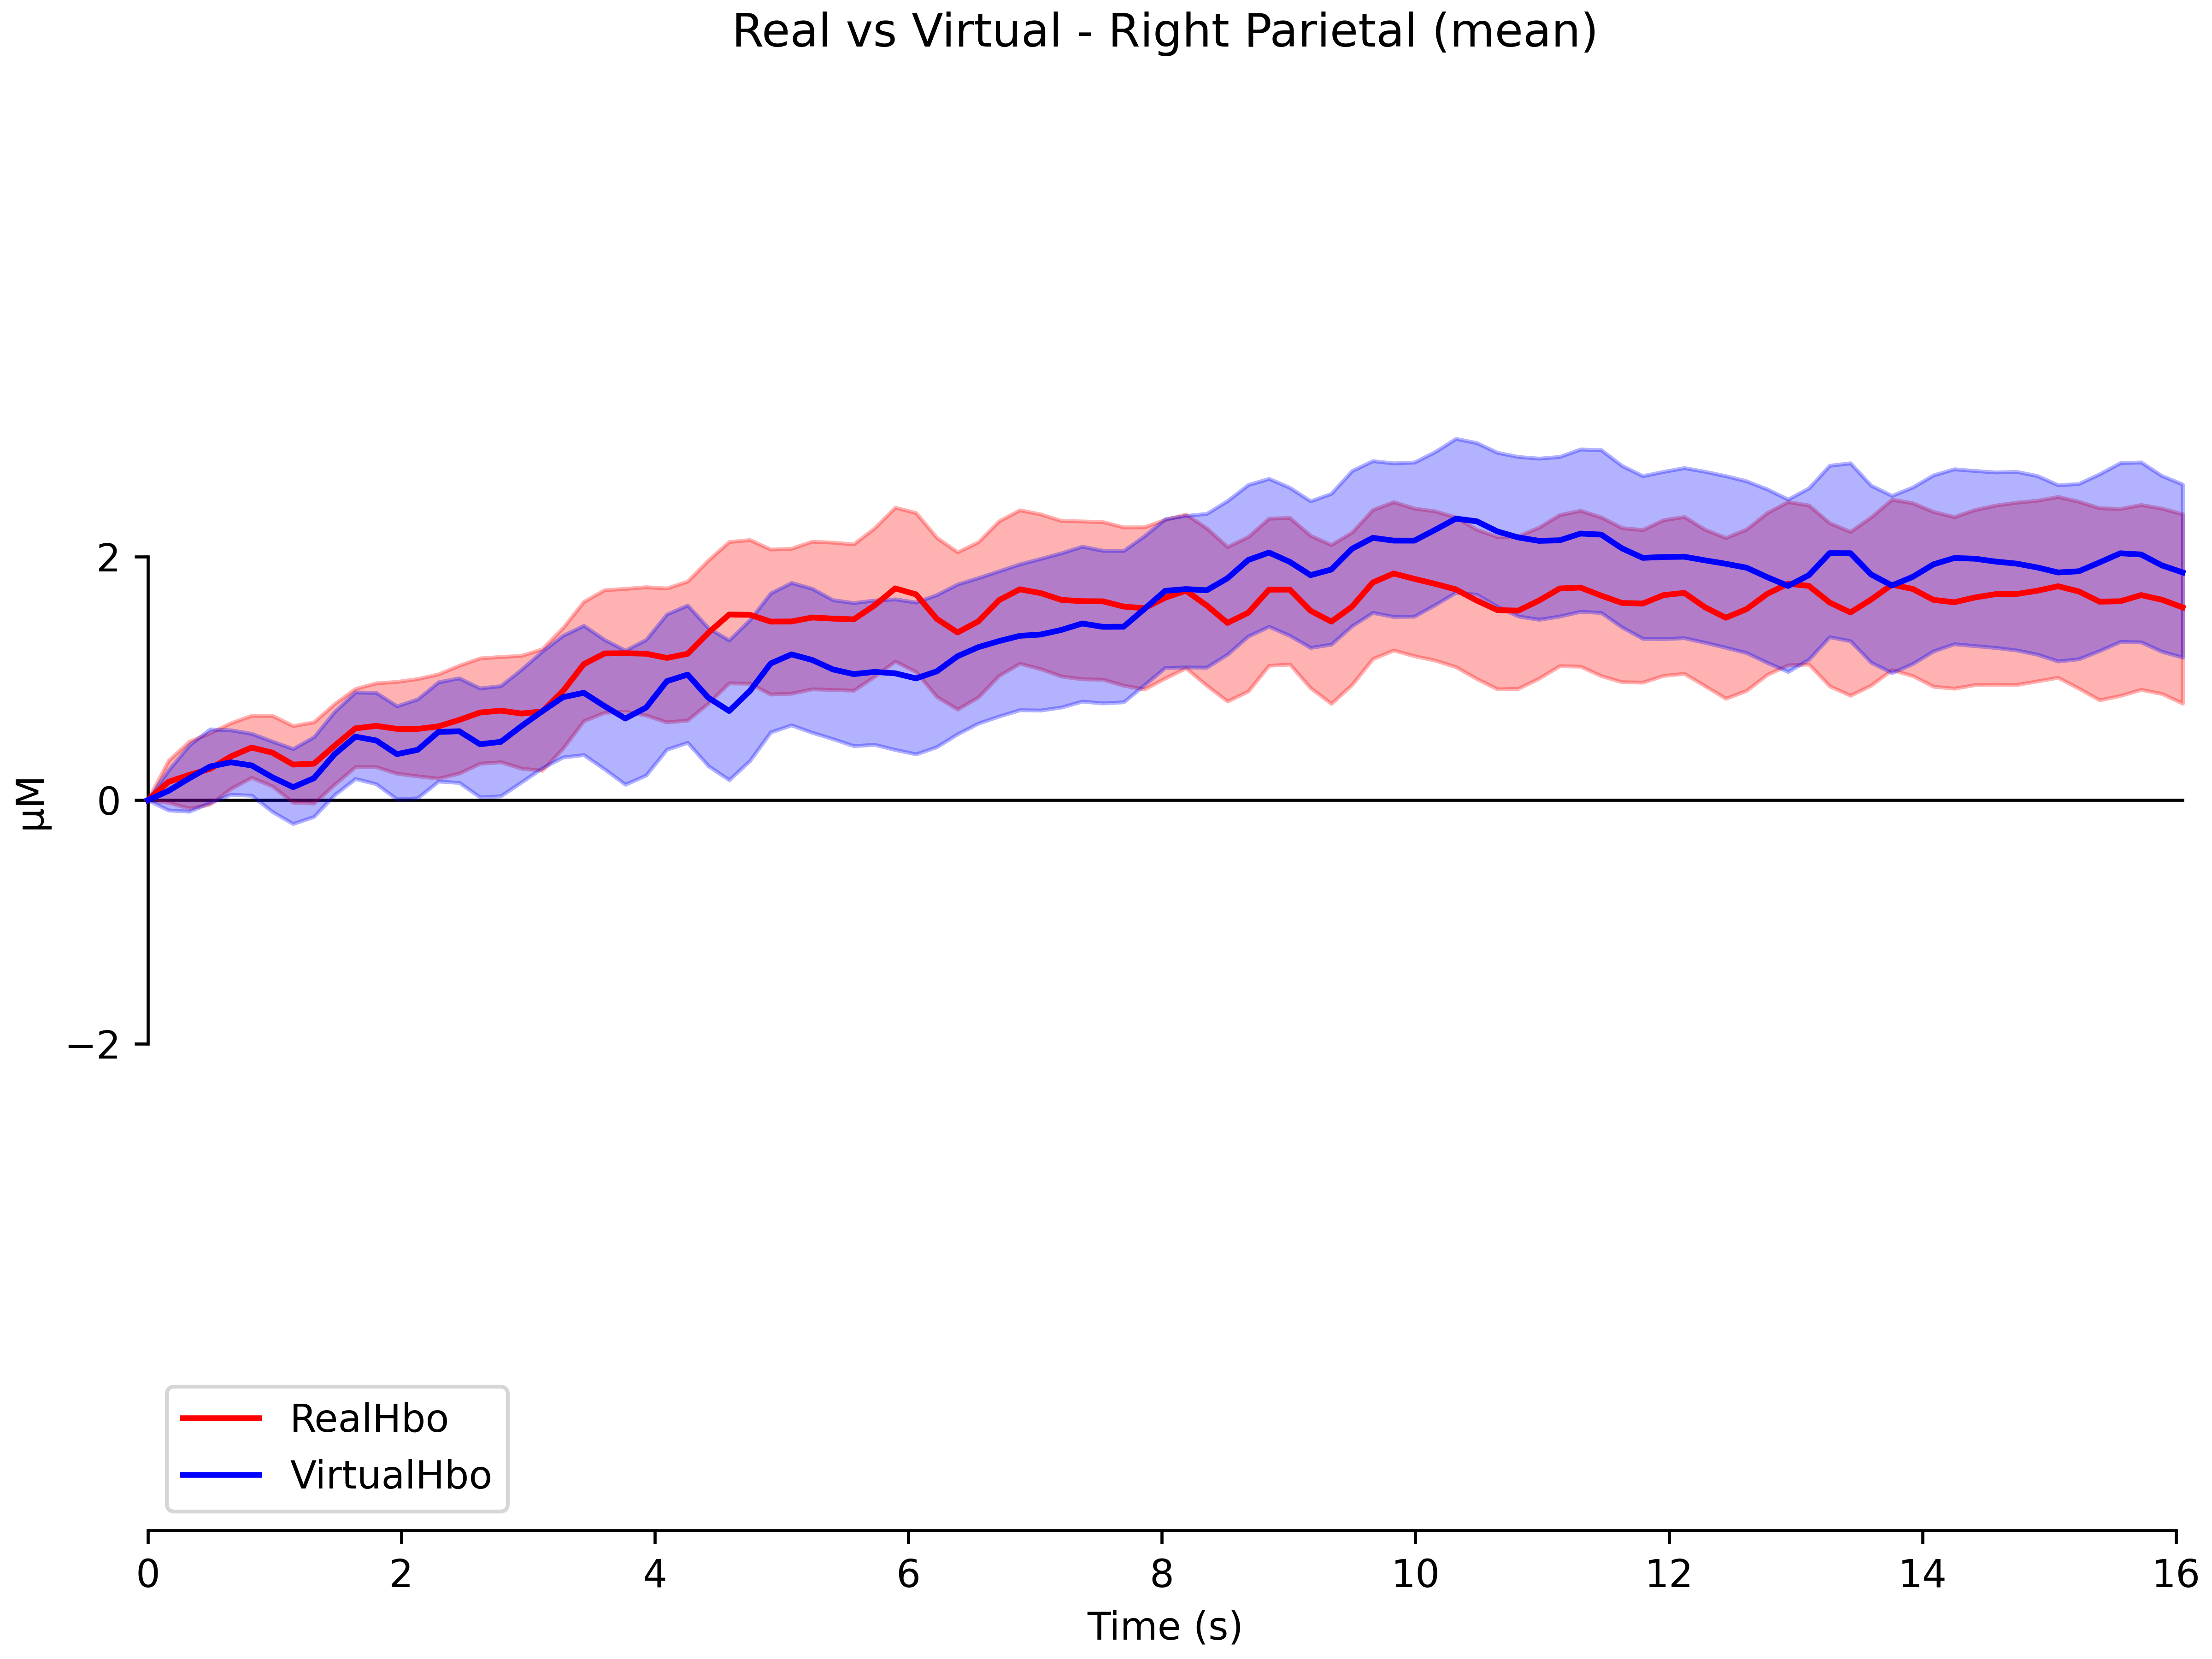 Real vs Virtual - Right Parietal (mean)
2
0
−2
µM
RealHbo
VirtualHbo
0 2 4 6 8 10 12 14 16
Time (s)